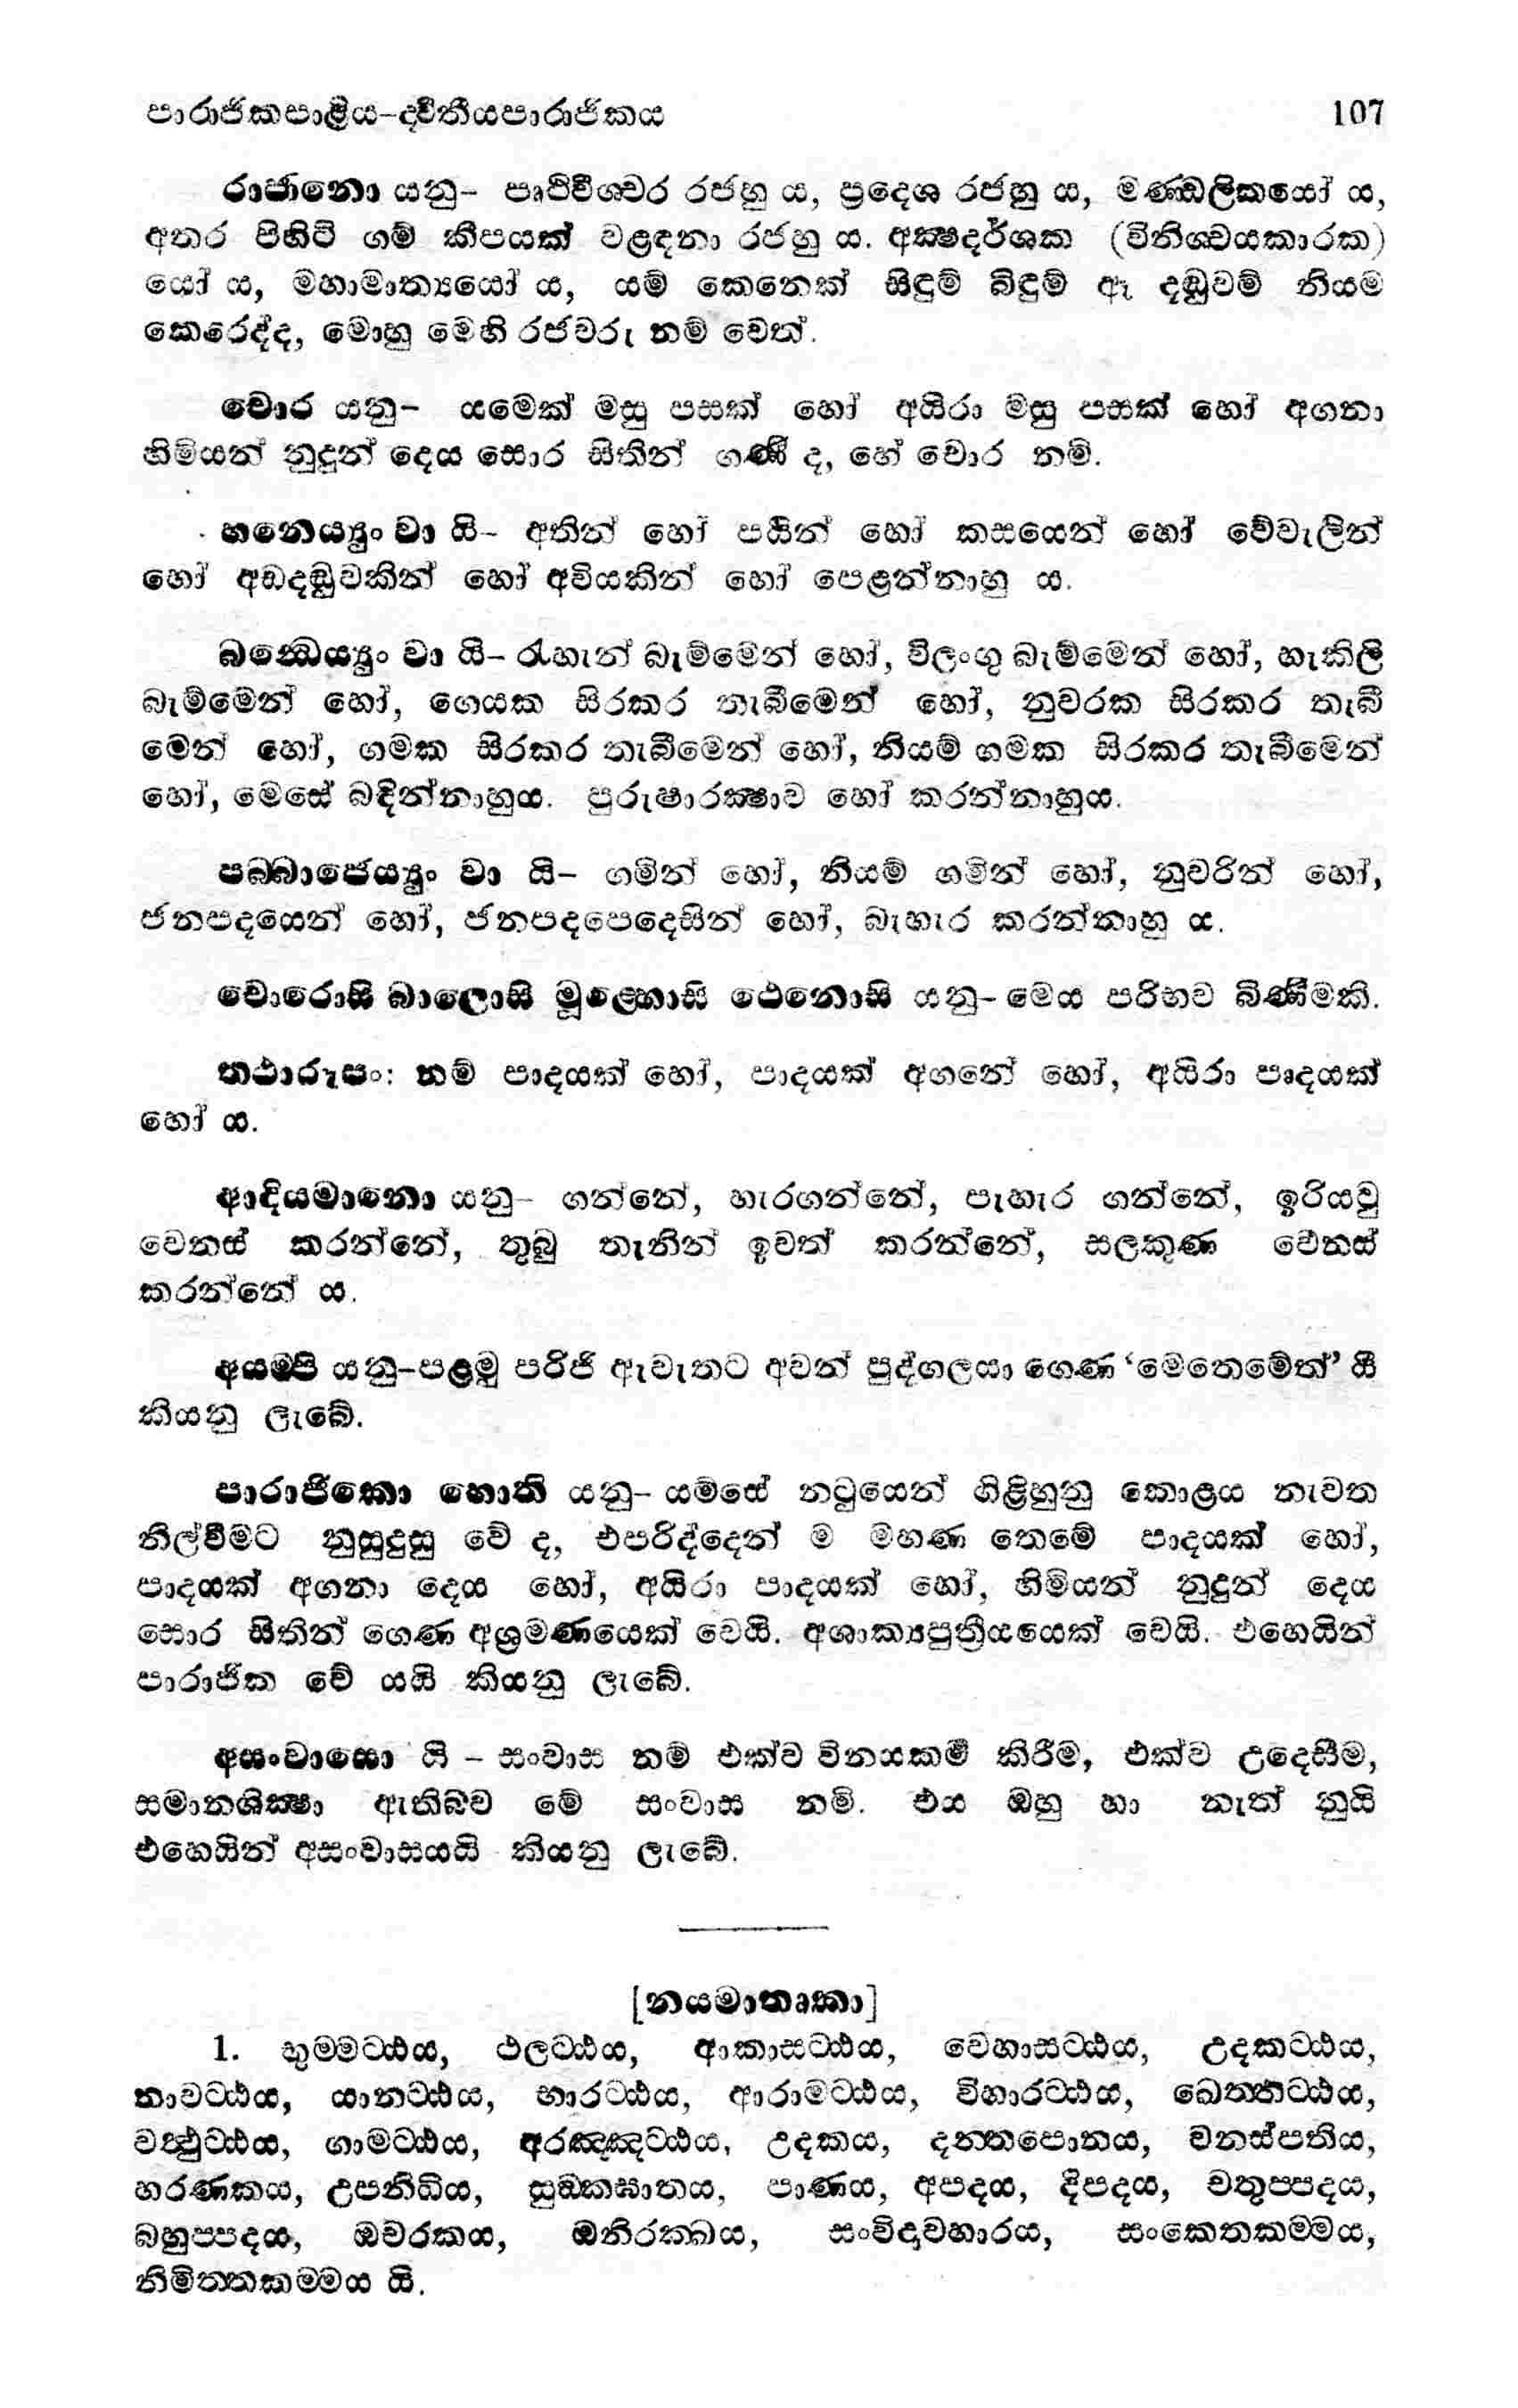 පාරාජිකපාළිය-ද්විතීයපාරාජිකය 107
රාජානො යනු- පෘථිවීශ්වර රජහු ය, ප්‍රදෙශ රජහු ය, මණ්ඩලිකයෝ ය,
අතර පිහිටි ගම් කීපයක් වළඳනා රජහු ය. අක්‍ෂදර්ශක (විනිශ්චයකාරක)
යෝ ය, මහාමාත්‍යයෝ ය, යම් කෙනෙක් සිඳුම් බිඳුම් ඈ දඬුවම් නියම
කෙරෙද්ද, මොහු මෙහි රජවරු නම් වෙත්.
චොර යනු- යමෙක් මසු පසක් හෝ අයිරා මසු පසක් හෝ අගනා
හිමියන් නුදුන් දෙය සොර සිතින් ගණී ද, හේ චොර නම්.
හනෙය්‍යුං වා යි- අතින් හෝ පයින් හෝ කසයෙන් හෝ වේවැලින්
හෝ අඩදඬුවකින් හෝ අවියකින් හෝ පෙළන්නාහු ය.
බන්ධෙය්‍යුං වා යි- රැහැන් බැම්මෙන් හෝ, විලංගු බැම්මෙන් හෝ, හැකිලි
බැම්මෙන් හෝ, ගෙයක සිරකර තැබීමෙන් හෝ, නුවරක සිරකර තැබී
මෙන් හෝ, ගමක සිරකර තැබීමෙන් හෝ, නියම් ගමක සිරකර තැබීමෙන්
හෝ, මෙසේ බඳින්නාහුය. පුරුෂාරක්‍ෂාව හෝ කරන්නාහුය.
පබ්බාජෙය්‍යුං වා යි- ගමින් හෝ, නියම් ගමින් හෝ, නුවරින් හෝ,
ජනපදයෙන් හෝ, ජනපදපෙදෙසින් හෝ, බැහැර කරන්නාහු ය.
චොරොසි බාලොසි මූළ්හොසි ථෙනොසි යනු- මෙය පරිභව බිණීමකි.
තථාරූපං: නම් පාදයක් හෝ, පාදයක් අගනේ හෝ, අයිරා පෘදයක්
හෝ ය.
ආදියමානො යනු- ගන්නේ, හැරගන්නේ, පැහැර ගන්නේ, ඉරියවු
වෙනස් කරන්නේ, තුබු තැනින් ඉවත් කරන්නේ, සලකුණ වෙනස්
කරන්නේ ය.
අයම්පි යනු-පළමු පරිජි ඇවැතට අවන් පුද්ගලයා ගෙණ ‘මෙතෙමේත්’ යී
කියනු ලැබේ.
පාරාජිකො හොති යනු- යම්සේ නටුයෙන් ගිළිහුනු කොළය නැවත
නිල්වීමට නුසුදුසු වේ ද, එපරිද්දෙන් ම මහණ තෙමේ පාදයක් හෝ,
පාදයක් අගනා දෙය හෝ, අයිරා පාදයක් හෝ, හිමියන් නුදුන් දෙය
සොර සිතින් ගෙණ අශ්‍රමණයෙක් වෙයි. අශාක්‍යපුත්‍රීයයෙක් වෙයි. එහෙයින්
පාරාජික වේ යයි කියනු ලැබේ.
අසංවාසො යි - සංවාස නම් එක්ව විනයකර්‍ම කිරීම, එක්ව උදෙසීම,
සමානශික්‍ෂා ඇතිබව මේ සංවාස නමි. එය ඔහු හා නැත් නුයි
එහෙයින් අසංවාසයයි කියනු ලැබේ.
[නයමාතෘකා]
1. භුම්මට්ඨය, ථලට්ඨය, ආකාසට්ඨය, වෙහාසට්ඨය, උදකට්ඨය,
නාවට්ඨය, යානට්ඨය, භාරට්ඨය, ආරාමට්ඨය, විහාරට්ඨය, ඛෙත්තට්ඨය,
වත්‍ථුට්ඨය, ගාමට්ඨය, අරඤ්ඤට්ඨය, උදකය, දන්තපොනය, වනස්පතිය,
හරණකය, උපනිධිය, සුඞ්කඝාතය, පාණය, අපදය, දිපදය, චතුප්පදය,
බහුප්පදය, ඔචරකය, ඔනිරක්ඛය, සංවිදාවහාරය, සංකෙතකම්මය,
නිමිත්තකම්මය යි.